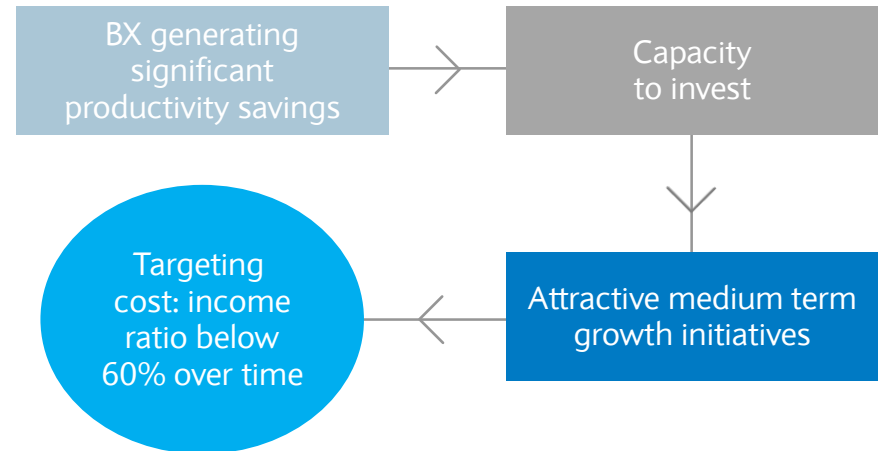 BX generating
significant
productivity savings
Capacity
to invest
Attractive medium term
growth initiatives
Targeting
cost: income
ratio below
60% over time